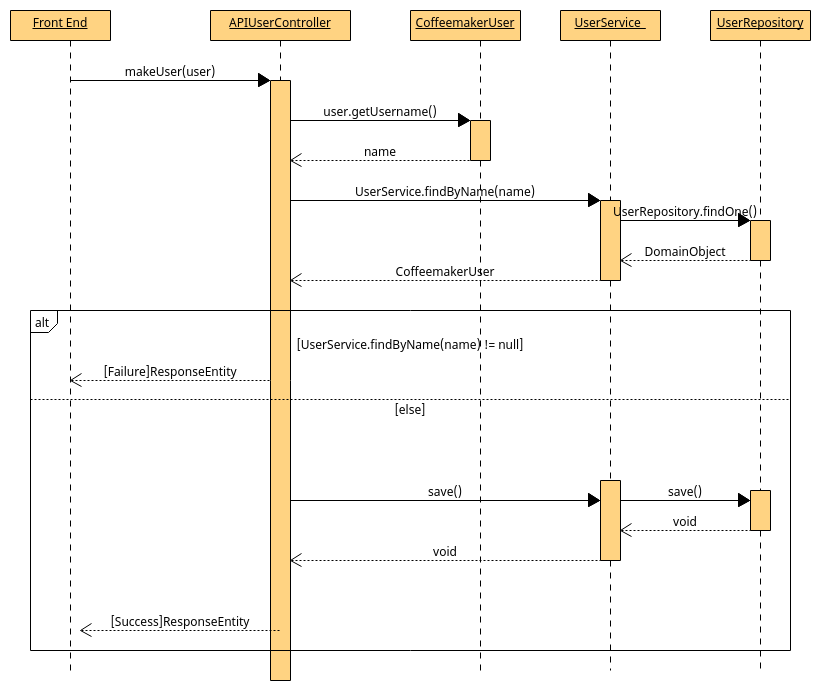 Front End
APIUserController
CoffeemakerUser
UserService
UserRepository
makeUser(user)
user.getUsername()
name
UserService.findByName(name)
UserRepository.findOne()
DomainObject
CoffeemakerUser
alt
[UserService.findByName(name) != null]
[Failure]ResponseEntity
[else]
save()
save()
void
void
[Success]ResponseEntity